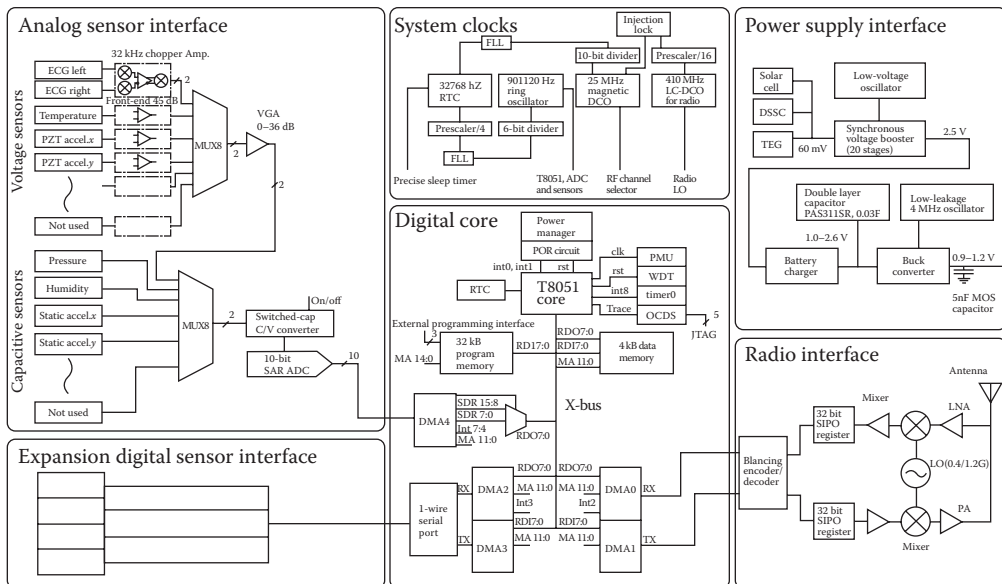 Analog sensor interface
32 kHz chopper Amp.
ECG left
ECG right
2
Front-end 45 dB
Temperature
PZT accel.x
PZT accel.y
Not used
Voltage sensors
MUX8
2
VGA
0–36 dB
2
Pressure
Humidity
Static accel.x
Static accel.y
Not used
Capacitive sensors
MUX8
2
On/off
Switched-cap
C/V converter
10-bit
SAR ADC
10
Expansion digital sensor interface
System clocks
FLL
Injection
lock
10-bit divider
Prescaler/16
32768 hZ
RTC
901120 Hz
ring
oscillator
25 MHz
magnetic
DCO
410 MHz
LC-DCO
for radio
Prescaler/4
6-bit divider
FLL
Precise sleep timer
T8051, ADC
and sensors
RF channel
selector
Radio
LO
Digital core
Power
manager
POR circuit
int0, int1
rst
clk
PMU
RTC
T8051
core
rst
WDT
int8
timer0
Trace
OCDS
5
JTAG
External programming interface
3
MA 14:0
32 kB
program
memory
RD17:0
RDO7:0
RDI7:0
MA 11:0
4 kB data
memory
X-bus
DMA4
SDR 15:8
SDR 7:0
Int 7:4
MA 11:0
RDO7:0
1-wire
serial
port
RX
TX
DMA2
DMA3
RDO7:0
MA 11:0
Int3
RDI7:0
MA 11:0
RDO7:0
MA 11:0
Int2
RDI7:0
MA 11:0
DMA0
DMA1
RX
TX
Power supply interface
Solar
cell
DSSC
TEG
60 mV
Low-voltage
oscillator
Synchronous
voltage booster
(20 stages)
2.5 V
Double layer
capacitor
PAS311SR, 0.03F
Low-leakage
4 MHz oscillator
1.0–2.6 V
Battery
charger
Buck
converter
0.9–1.2 V
5nF MOS
capacitor
Radio interface
Antenna
Mixer
LNA
32 bit
SIPO
register
Blancing
encoder/
decoder
LO(0.4/1.2G)
32 bit
SIPO
register
PA
Mixer